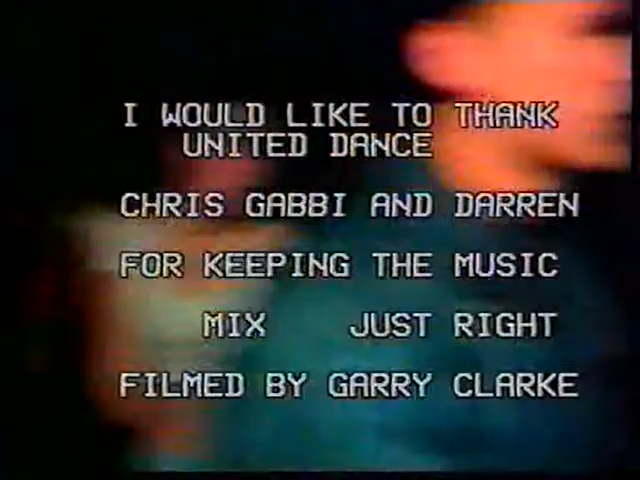 I WOULD LIKE TO THANK
UNITED DANCE
CHRIS GABBI AND DARREN
FOR KEEPING THE MUSIC
MIX JUST RIGHT
FILMED BY GARRY CLARKE